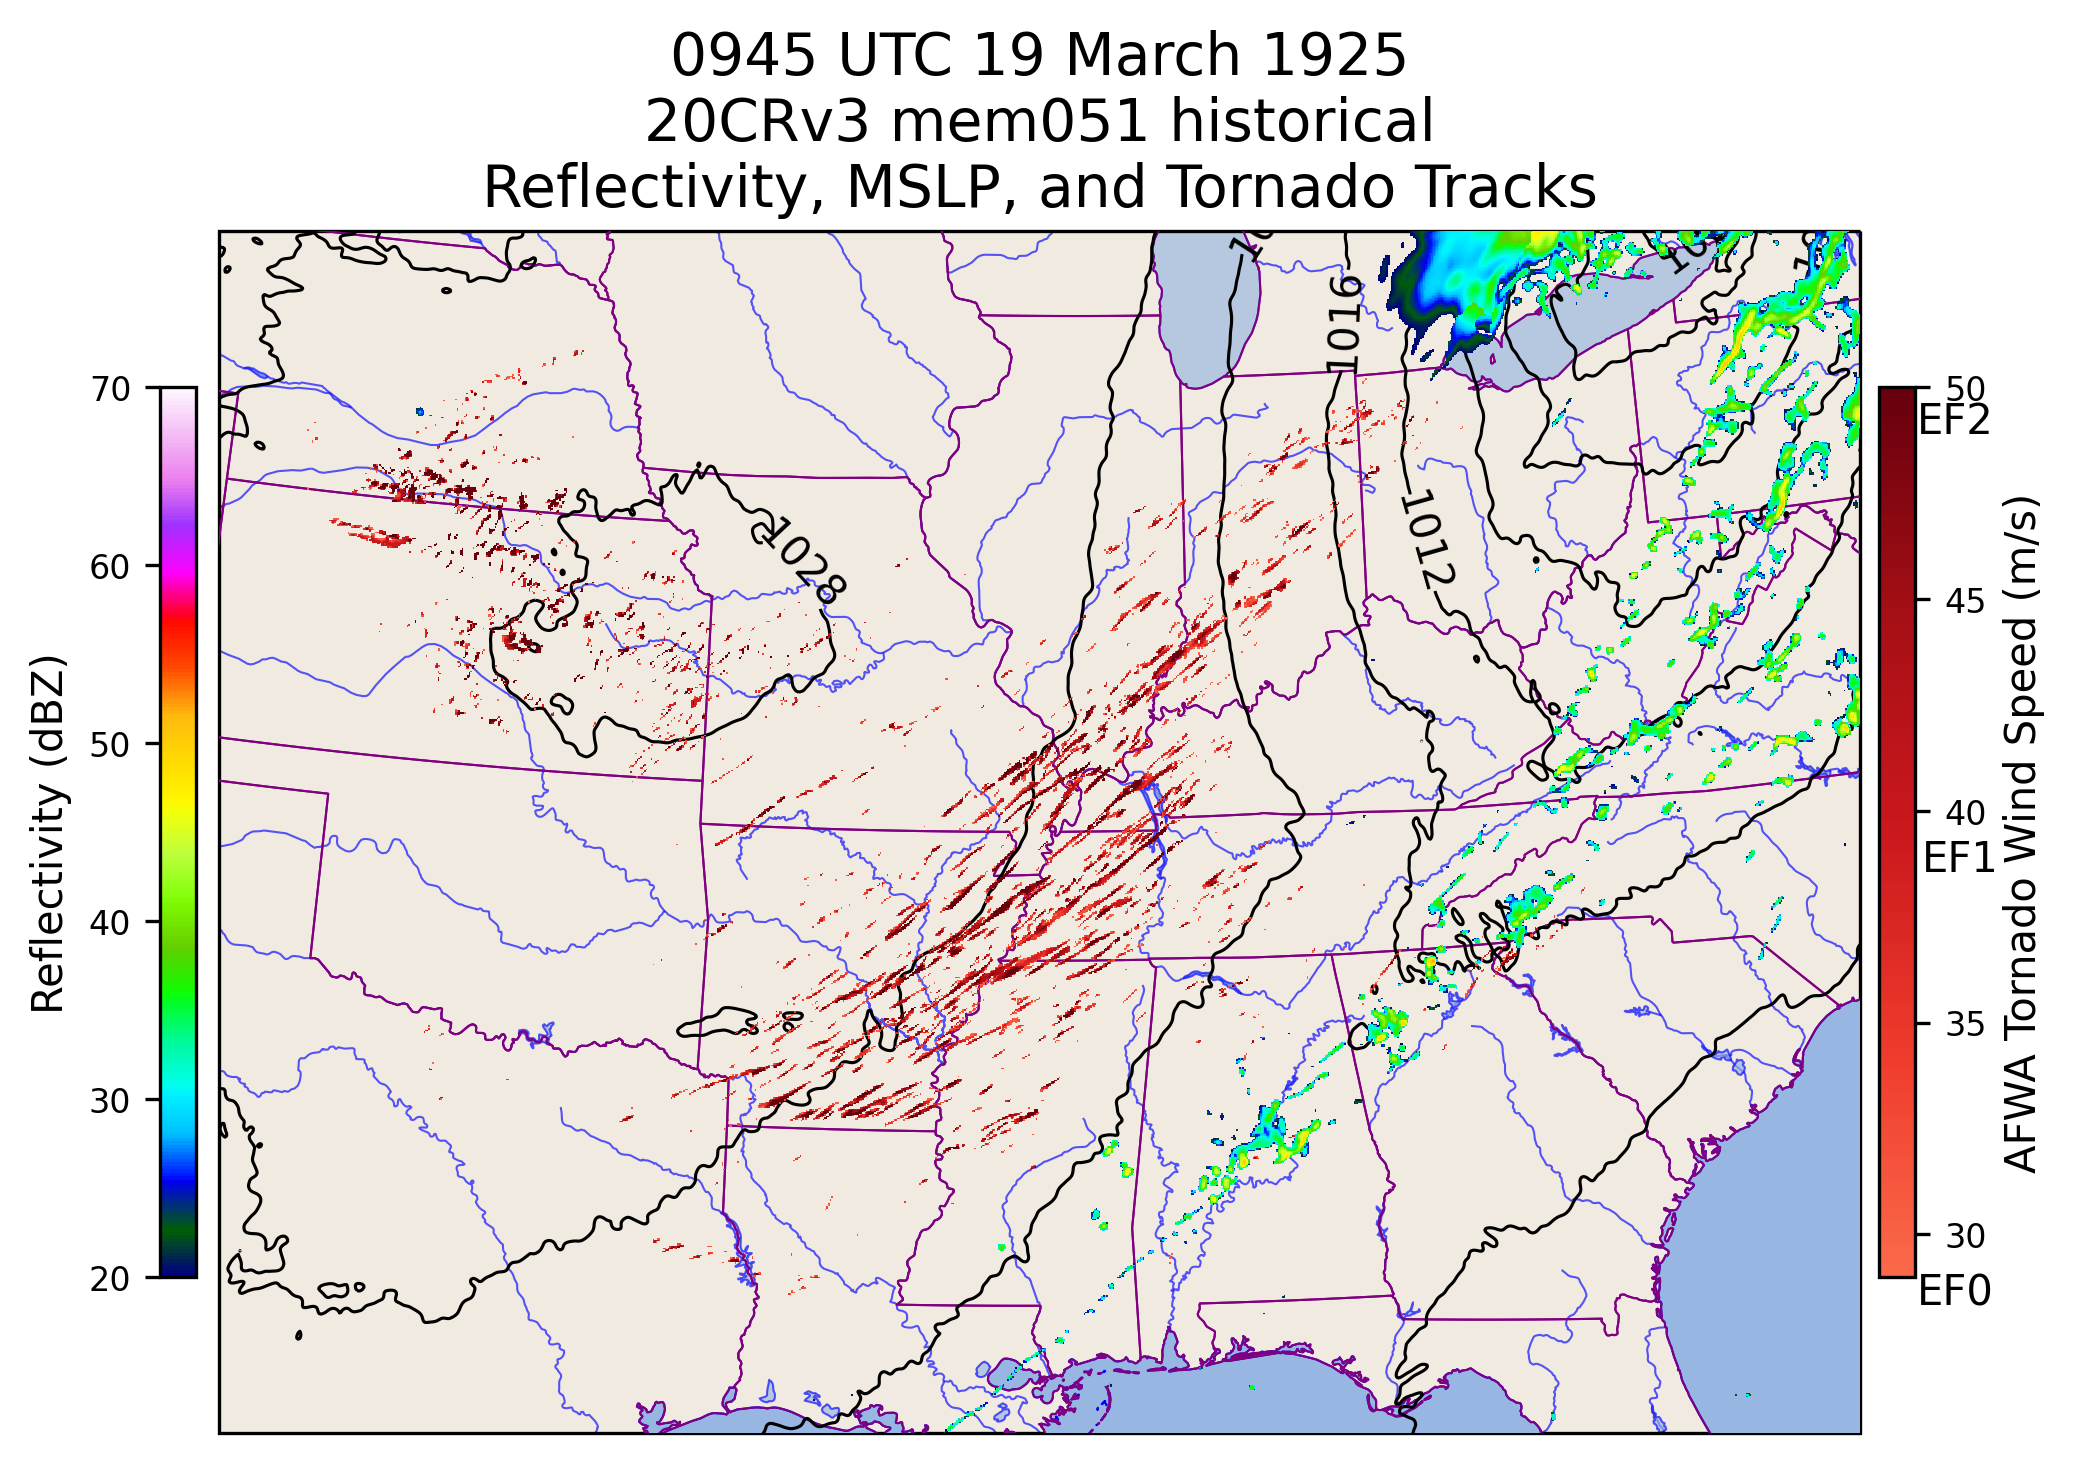 0945 UTC 19 March 1925
20CRv3 mem051 historical
Reflectivity, MSLP, and Tornado Tracks
70
60
50
40
30
20
Reflectivity (dBZ)
1016
1012
1028
50
EF2
45
40
EF1
35
30
EF0
AFWA Tornado Wind Speed (m/s)